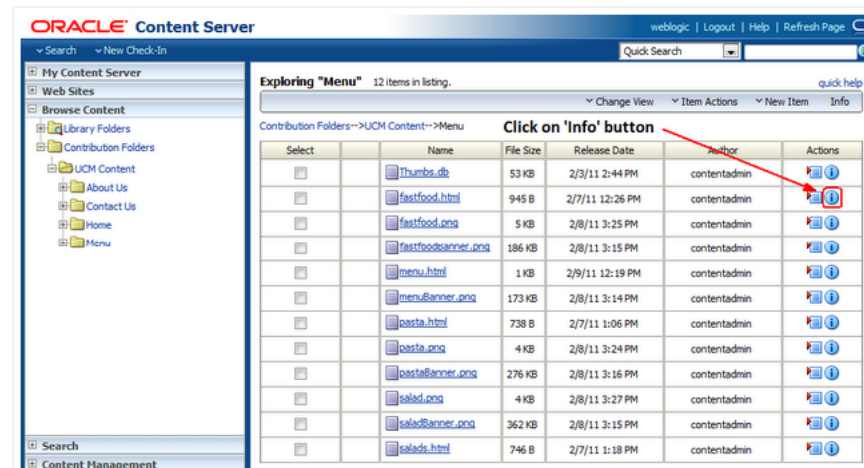 ORACLE Content Server
weblogic | Logout | Help | Refresh Page
Search New Check-In Quick Search
My Content Server
Web Sites
Browse Content
Library Folders
Contribution Folders
UCM Content
About Us
Contact Us
Home
Menu
Search
Content Management
Exploring "Menu" 12 items in listing. quick help
Change View Item Actions New Item Info
Contribution Folders-->UCM Content-->Menu Click on 'Info' button
Select Name File Size Release Date Author Actions
Thumbs.db 53 KB 2/3/11 2:44 PM contentadmin
fastfood.html 945 B 2/7/11 12:26 PM contentadmin
fastfood.png 5 KB 2/8/11 3:25 PM contentadmin
fastfoodbanner.png 186 KB 2/8/11 3:15 PM contentadmin
menu.html 1 KB 2/9/11 12:19 PM contentadmin
menuBanner.png 173 KB 2/8/11 3:14 PM contentadmin
pasta.html 738 B 2/7/11 1:06 PM contentadmin
pasta.png 4 KB 2/8/11 3:24 PM contentadmin
pastaBanner.png 276 KB 2/8/11 3:16 PM contentadmin
salad.png 4 KB 2/8/11 3:27 PM contentadmin
saladBanner.png 362 KB 2/8/11 3:15 PM contentadmin
salads.html 746 B 2/7/11 1:18 PM contentadmin